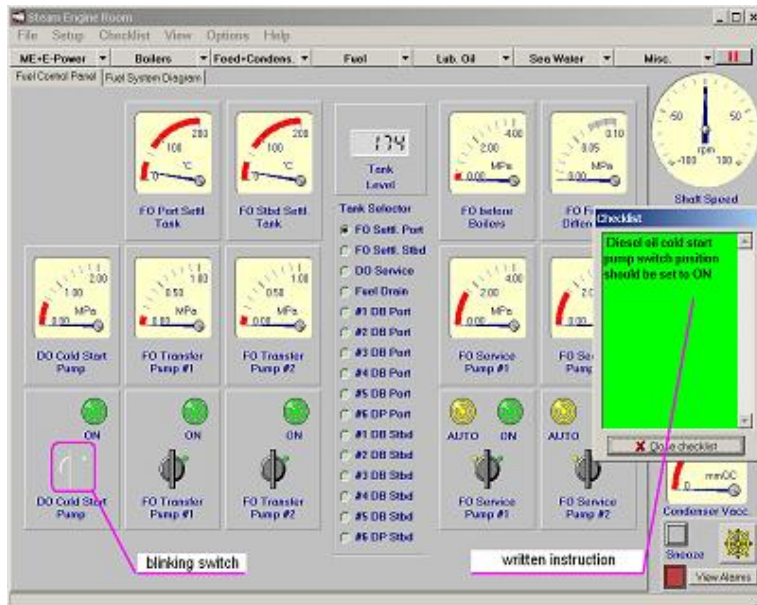 Steam Engine Room
File Setup Checklist View Options Help
ME+E-Power Boilers Feed+Condens. Fuel Lub. Oil Sea Water Misc.
Fuel Control Panel Fuel System Diagram
200
100
0
°C
FO Port Settl.
Tank
200
100
0
°C
FO Stbd Settl.
Tank
174
Tank
Level
4.00
2.00
0.00
MPa
FO before
Boilers
0.10
0.05
0.00
MPa
FO
50 50
rpm
-100 100
Shaft Speed
Checklist
Diesel oil cold start
pump switch position
should be set to ON
Close checklist
2.00
1.00
MPa
0.00
DO Cold Start
Pump
1.00
0.50
MPa
0.00
FO Transfer
Pump #1
1.00
0.50
MPa
0.00
FO Transfer
Pump #2
Tank Selector
FO Settl. Port
FO Settl. Stbd
DO Service
Fuel Drain
#1 DB Port
#2 DB Port
#3 DB Port
#4 DB Port
#5 DB Port
#6 DP Port
#1 DB Stbd
#2 DB Stbd
#3 DB Stbd
#4 DB Stbd
#5 DB Stbd
#6 DP Stbd
4.00
2.00
MPa
0.00
FO Service
Pump #1
2.00
0.00
FO
ON
DO Cold Start
Pump
ON
FO Transfer
Pump #1
ON
FO Transfer
Pump #2
AUTO ON
FO Service
Pump #1
AUTO
FO Service
Pump #2
mmOC
0
Condenser Vacc.
Snooze
View Alarms
blinking switch
written instruction